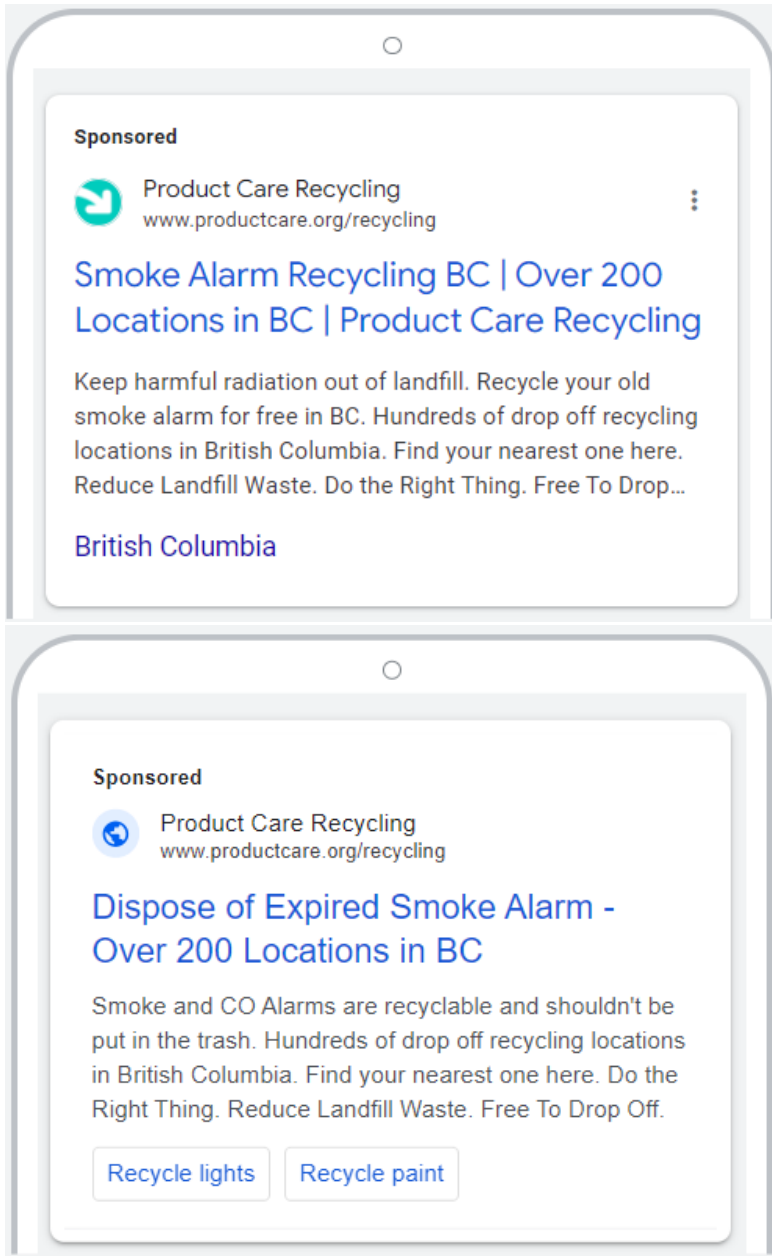 Sponsored
Product Care Recycling
www.productcare.org/recycling
Smoke Alarm Recycling BC | Over 200
Locations in BC | Product Care Recycling
Keep harmful radiation out of landfill. Recycle your old
smoke alarm for free in BC. Hundreds of drop off recycling
locations in British Columbia. Find your nearest one here.
Reduce Landfill Waste. Do the Right Thing. Free To Drop...
British Columbia
Sponsored
Product Care Recycling
www.productcare.org/recycling
Dispose of Expired Smoke Alarm -
Over 200 Locations in BC
Smoke and CO Alarms are recyclable and shouldn't be
put in the trash. Hundreds of drop off recycling locations
in British Columbia. Find your nearest one here. Do the
Right Thing. Reduce Landfill Waste. Free To Drop Off.
Recycle lights
Recycle paint